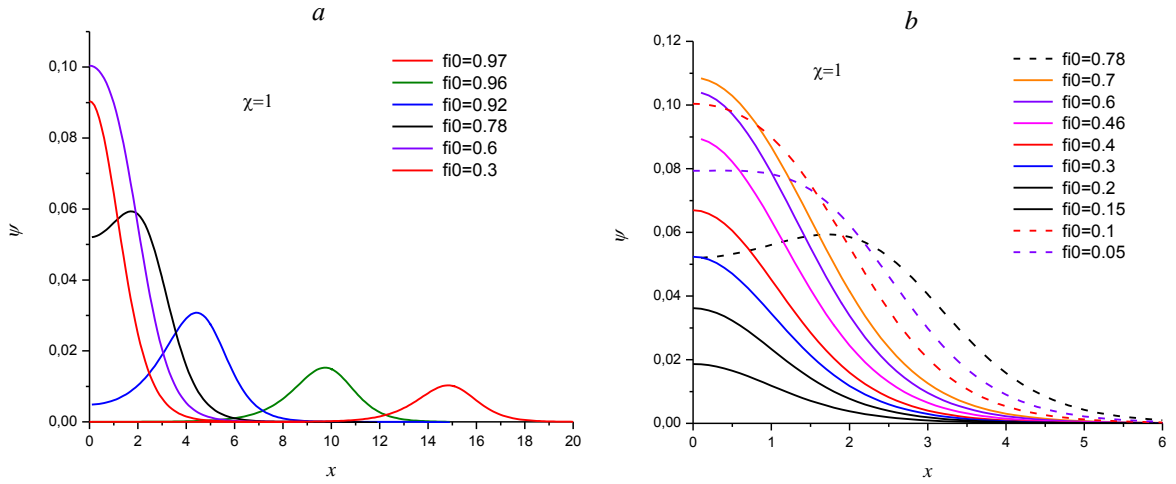 a
χ=1
fi0=0.97
fi0=0.96
fi0=0.92
fi0=0.78
fi0=0.6
fi0=0.3
ψ
0,10
0,08
0,06
0,04
0,02
0,00
0 2 4 6 8 10 12 14 16 18 20
x
b
χ=1
fi0=0.78
fi0=0.7
fi0=0.6
fi0=0.46
fi0=0.4
fi0=0.3
fi0=0.2
fi0=0.15
fi0=0.1
fi0=0.05
ψ
0,12
0,10
0,08
0,06
0,04
0,02
0,00
0 1 2 3 4 5 6
x